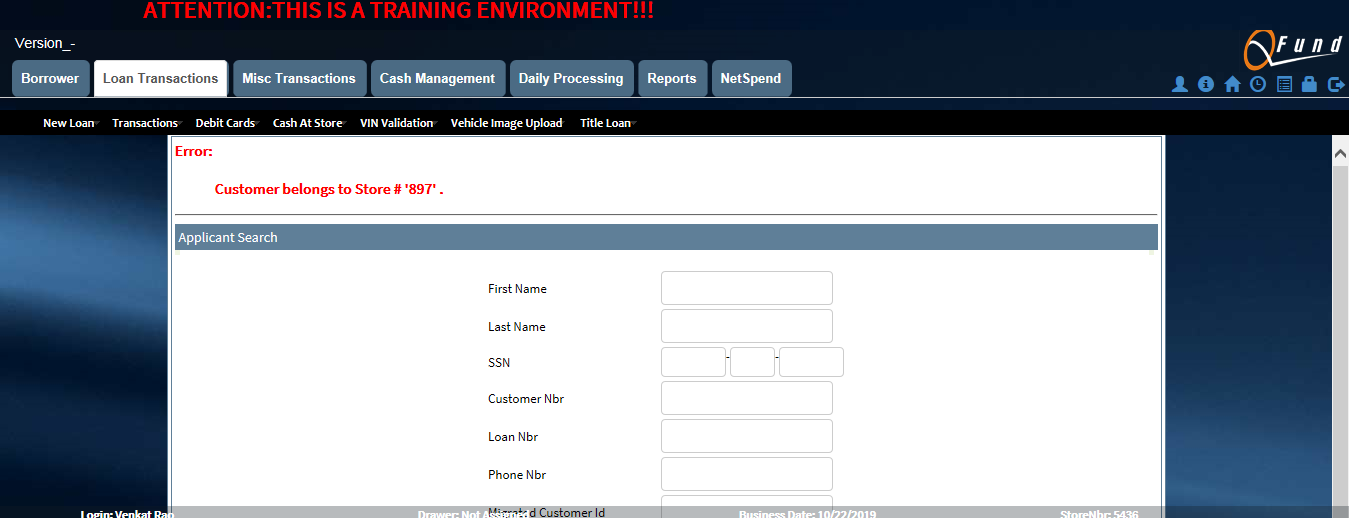 ATTENTION:THIS IS A TRAINING ENVIRONMENT!!!
Version_-
QFund
Borrower Loan Transactions Misc Transactions Cash Management Daily Processing Reports NetSpend
New Loan Transactions Debit Cards Cash At Store VIN Validation Vehicle Image Upload Title Loan
Error:
Customer belongs to Store # '897' .
Applicant Search
First Name
Last Name
SSN - -
Customer Nbr
Loan Nbr
Phone Nbr
Migrated Customer Id
Login: Venkat Rao Drawer: Not Assigned Business Date: 10/22/2019 StoreNbr: 5436